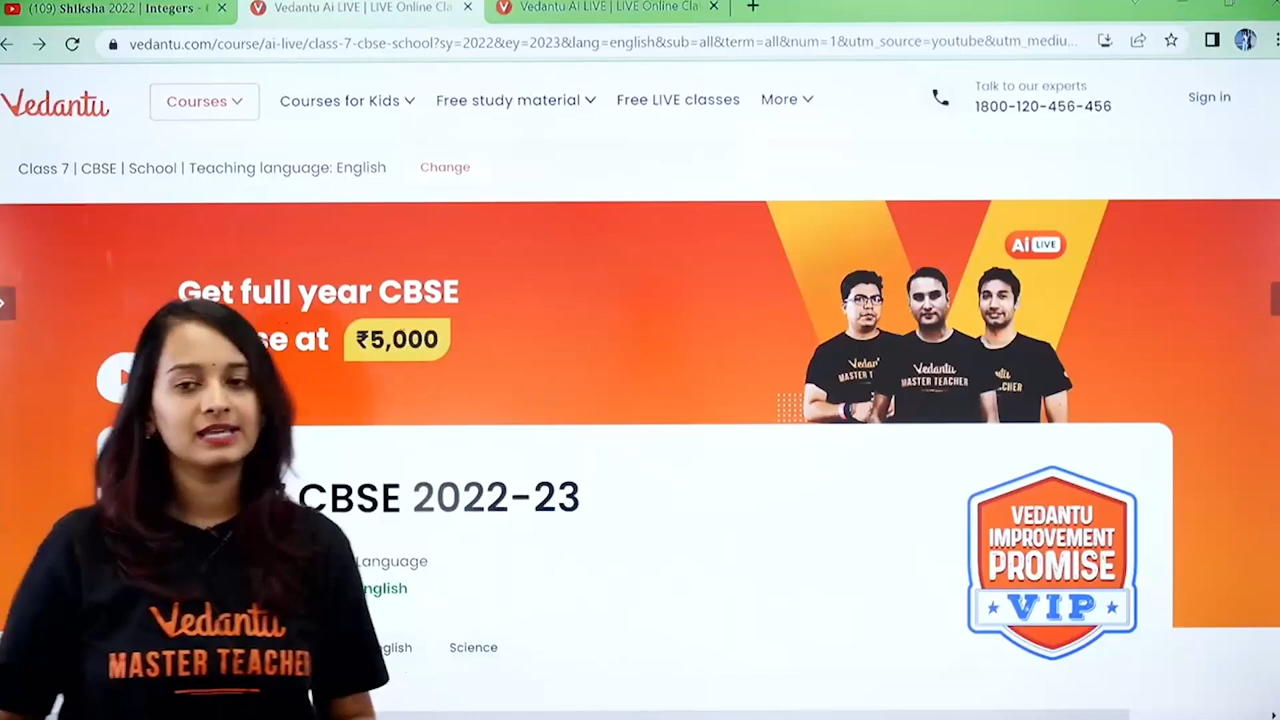 (109) Shiksha 2022 | Integers -
Vedantu Ai LIVE | LIVE Online Cla
Vedantu Ai LIVE | LIVE Online Cla
vedantu.com/course/ai-live/class-7-cbse-school?sy=2022&ey=2023&lang=english&sub=all&term=all&num=1&utm_source=youtube&utm_mediu...
Vedantu
Courses
Courses for Kids
Free study material
Free LIVE classes
More
Talk to our experts
1800-120-456-456
Sign in
Class 7 | CBSE | School | Teaching language: English
Change
Get full year CBSE
se at ₹5,000
Ai LIVE
Vedan
MASTER T
Vedantu
MASTER TEACHER
CHER
CBSE 2022-23
Language
nglish
glish
Science
VEDANTU
IMPROVEMENT
PROMISE
VIP
Vedantu
MASTER TEACHER